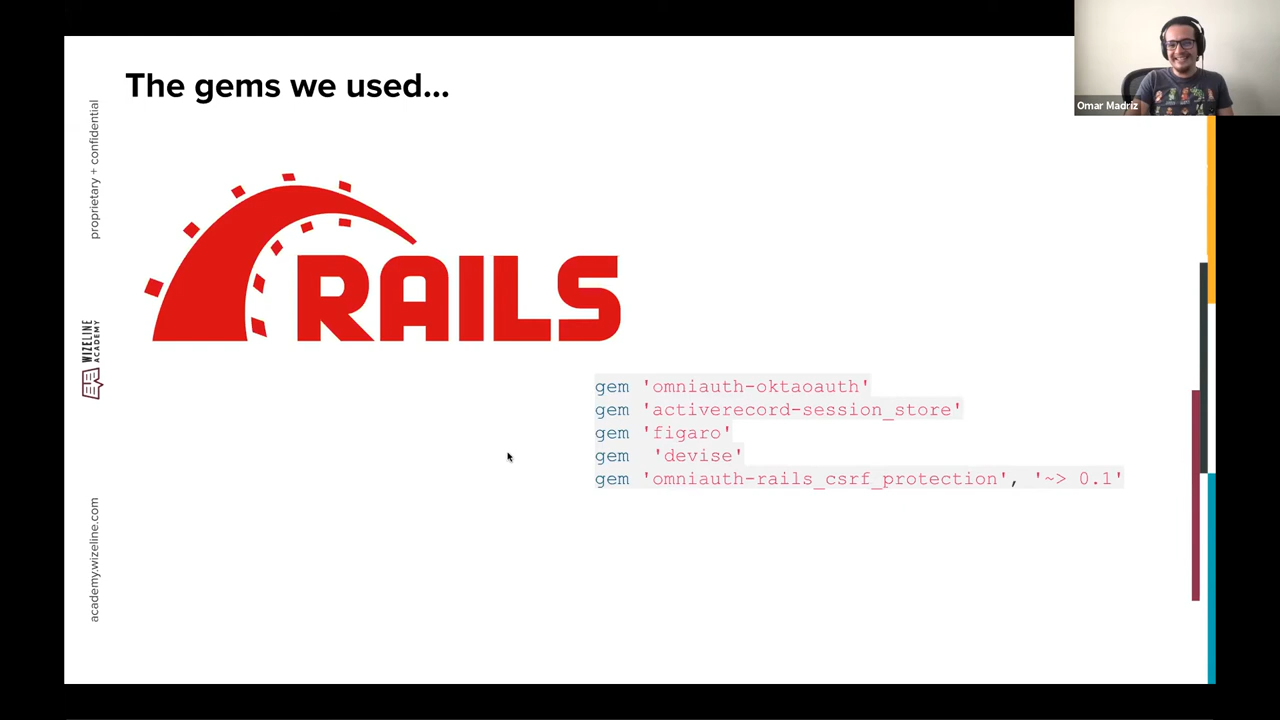 The gems we used...
Omar Madriz
proprietary + confidential
RAILS
WIZELINE
ACADEMY
gem 'omniauth-oktaoauth'
gem 'activerecord-session_store'
gem 'figaro'
gem  'devise'
gem 'omniauth-rails_csrf_protection', '~> 0.1'
academy.wizeline.com